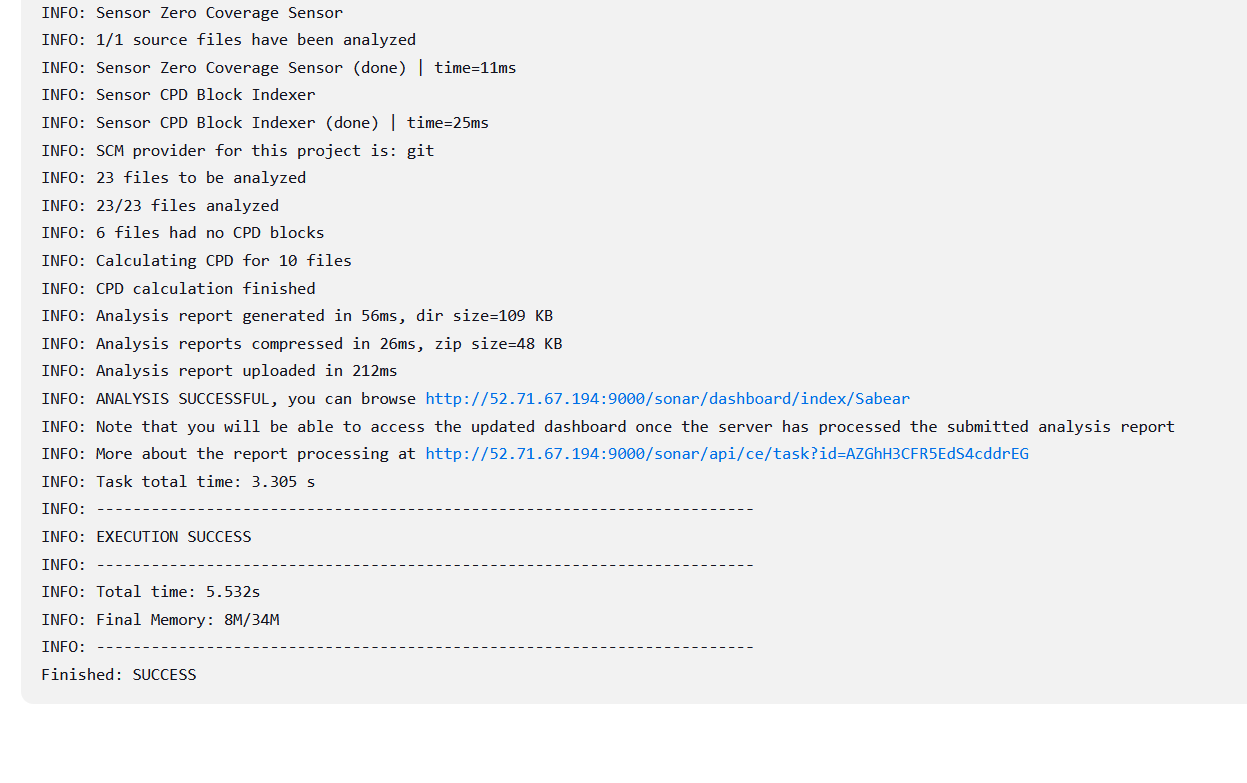 INFO: Sensor Zero Coverage Sensor
INFO: 1/1 source files have been analyzed
INFO: Sensor Zero Coverage Sensor (done) | time=11ms
INFO: Sensor CPD Block Indexer
INFO: Sensor CPD Block Indexer (done) | time=25ms
INFO: SCM provider for this project is: git
INFO: 23 files to be analyzed
INFO: 23/23 files analyzed
INFO: 6 files had no CPD blocks
INFO: Calculating CPD for 10 files
INFO: CPD calculation finished
INFO: Analysis report generated in 56ms, dir size=109 KB
INFO: Analysis reports compressed in 26ms, zip size=48 KB
INFO: Analysis report uploaded in 212ms
INFO: ANALYSIS SUCCESSFUL, you can browse http://52.71.67.194:9000/sonar/dashboard/index/Sabear
INFO: Note that you will be able to access the updated dashboard once the server has processed the submitted analysis report
INFO: More about the report processing at http://52.71.67.194:9000/sonar/api/ce/task?id=AZGhH3CFR5EdS4cddrEG
INFO: Task total time: 3.305 s
INFO: ------------------------------------------------------------------------
INFO: EXECUTION SUCCESS
INFO: ------------------------------------------------------------------------
INFO: Total time: 5.532s
INFO: Final Memory: 8M/34M
INFO: ------------------------------------------------------------------------
Finished: SUCCESS